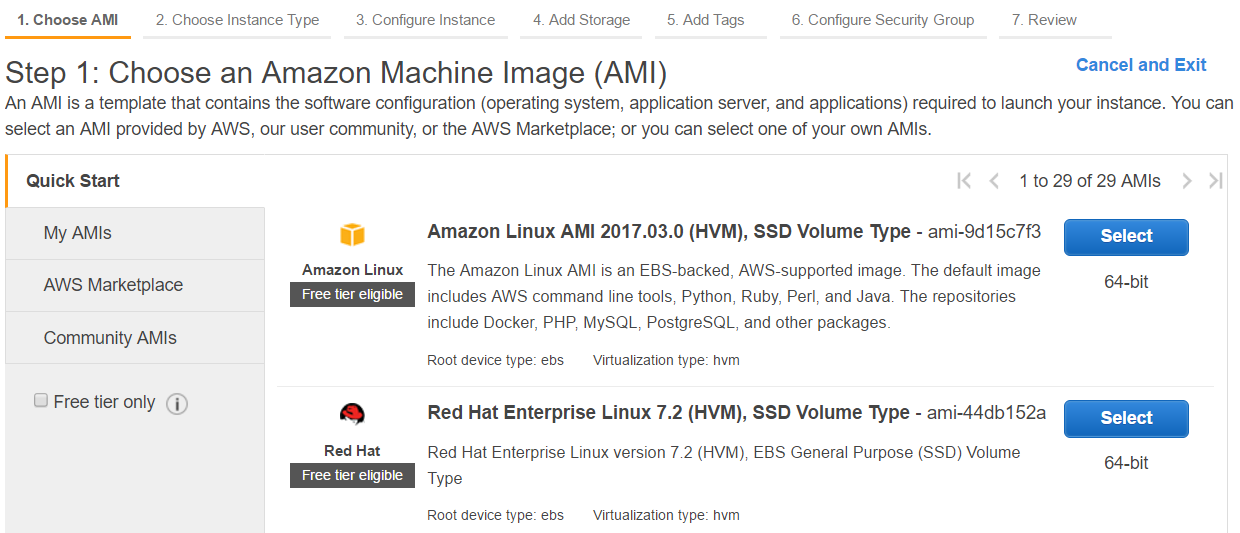 1. Choose AMI 2. Choose Instance Type 3. Configure Instance 4. Add Storage 5. Add Tags 6. Configure Security Group 7. Review
Step 1: Choose an Amazon Machine Image (AMI)
Cancel and Exit
An AMI is a template that contains the software configuration (operating system, application server, and applications) required to launch your instance. You can
select an AMI provided by AWS, our user community, or the AWS Marketplace; or you can select one of your own AMIs.
Quick Start
1 to 29 of 29 AMIs
My AMIs
AWS Marketplace
Community AMIs
Free tier only
Amazon Linux
Free tier eligible
Amazon Linux AMI 2017.03.0 (HVM), SSD Volume Type - ami-9d15c7f3
The Amazon Linux AMI is an EBS-backed, AWS-supported image. The default image
includes AWS command line tools, Python, Ruby, Perl, and Java. The repositories
include Docker, PHP, MySQL, PostgreSQL, and other packages.
Root device type: ebs Virtualization type: hvm
Select
64-bit
Red Hat
Free tier eligible
Red Hat Enterprise Linux 7.2 (HVM), SSD Volume Type - ami-44db152a
Red Hat Enterprise Linux version 7.2 (HVM), EBS General Purpose (SSD) Volume
Type
Root device type: ebs Virtualization type: hvm
Select
64-bit